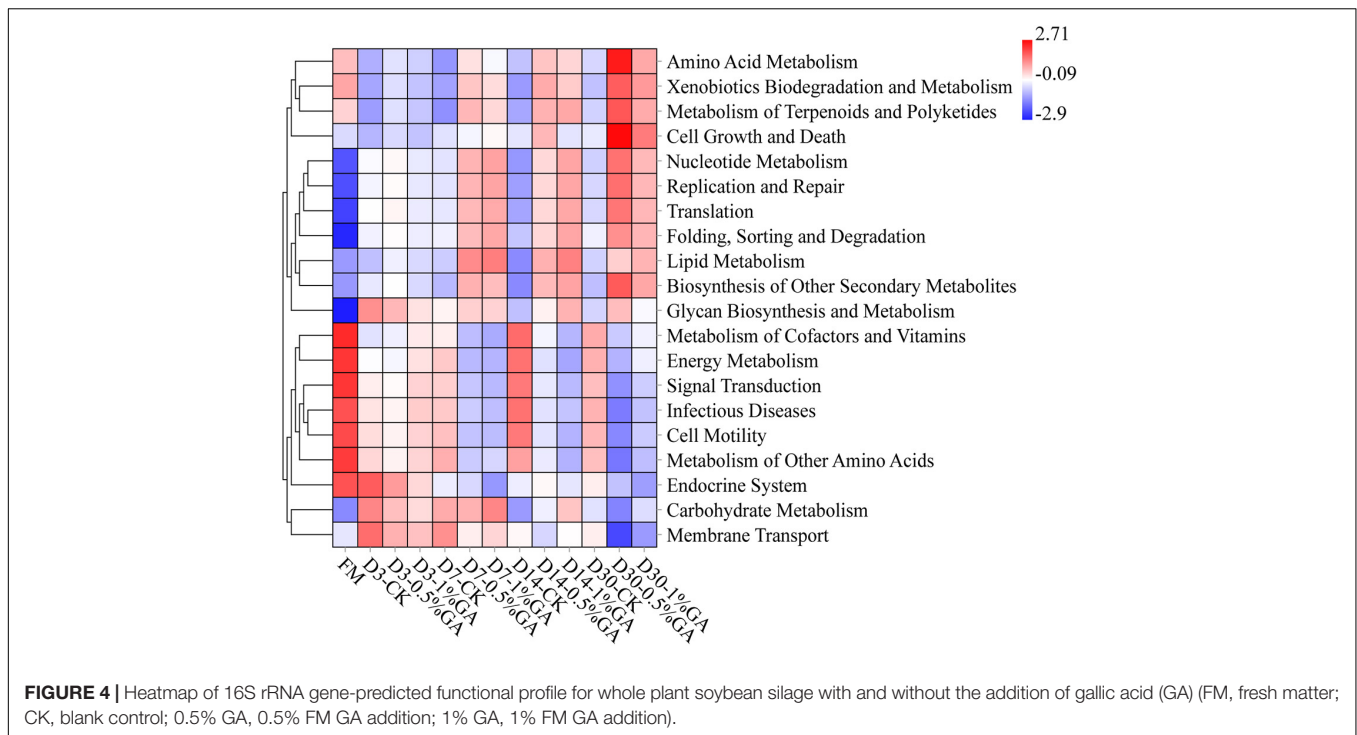 2.71
-0.09
-2.9
Amino Acid Metabolism
Xenobiotics Biodegradation and Metabolism
Metabolism of Terpenoids and Polyketides
Cell Growth and Death
Nucleotide Metabolism
Replication and Repair
Translation
Folding, Sorting and Degradation
Lipid Metabolism
Biosynthesis of Other Secondary Metabolites
Glycan Biosynthesis and Metabolism
Metabolism of Cofactors and Vitamins
Energy Metabolism
Signal Transduction
Infectious Diseases
Cell Motility
Metabolism of Other Amino Acids
Endocrine System
Carbohydrate Metabolism
Membrane Transport
FM
D3-CK
D3-0.5%GA
D3-1%GA
D7-CK
D7-0.5%GA
D7-1%GA
D14-CK
D14-0.5%GA
D14-1%GA
D30-CK
D30-0.5%GA
D30-1%GA
FIGURE 4 | Heatmap of 16S rRNA gene-predicted functional profile for whole plant soybean silage with and without the addition of gallic acid (GA) (FM, fresh matter;
CK, blank control; 0.5% GA, 0.5% FM GA addition; 1% GA, 1% FM GA addition).